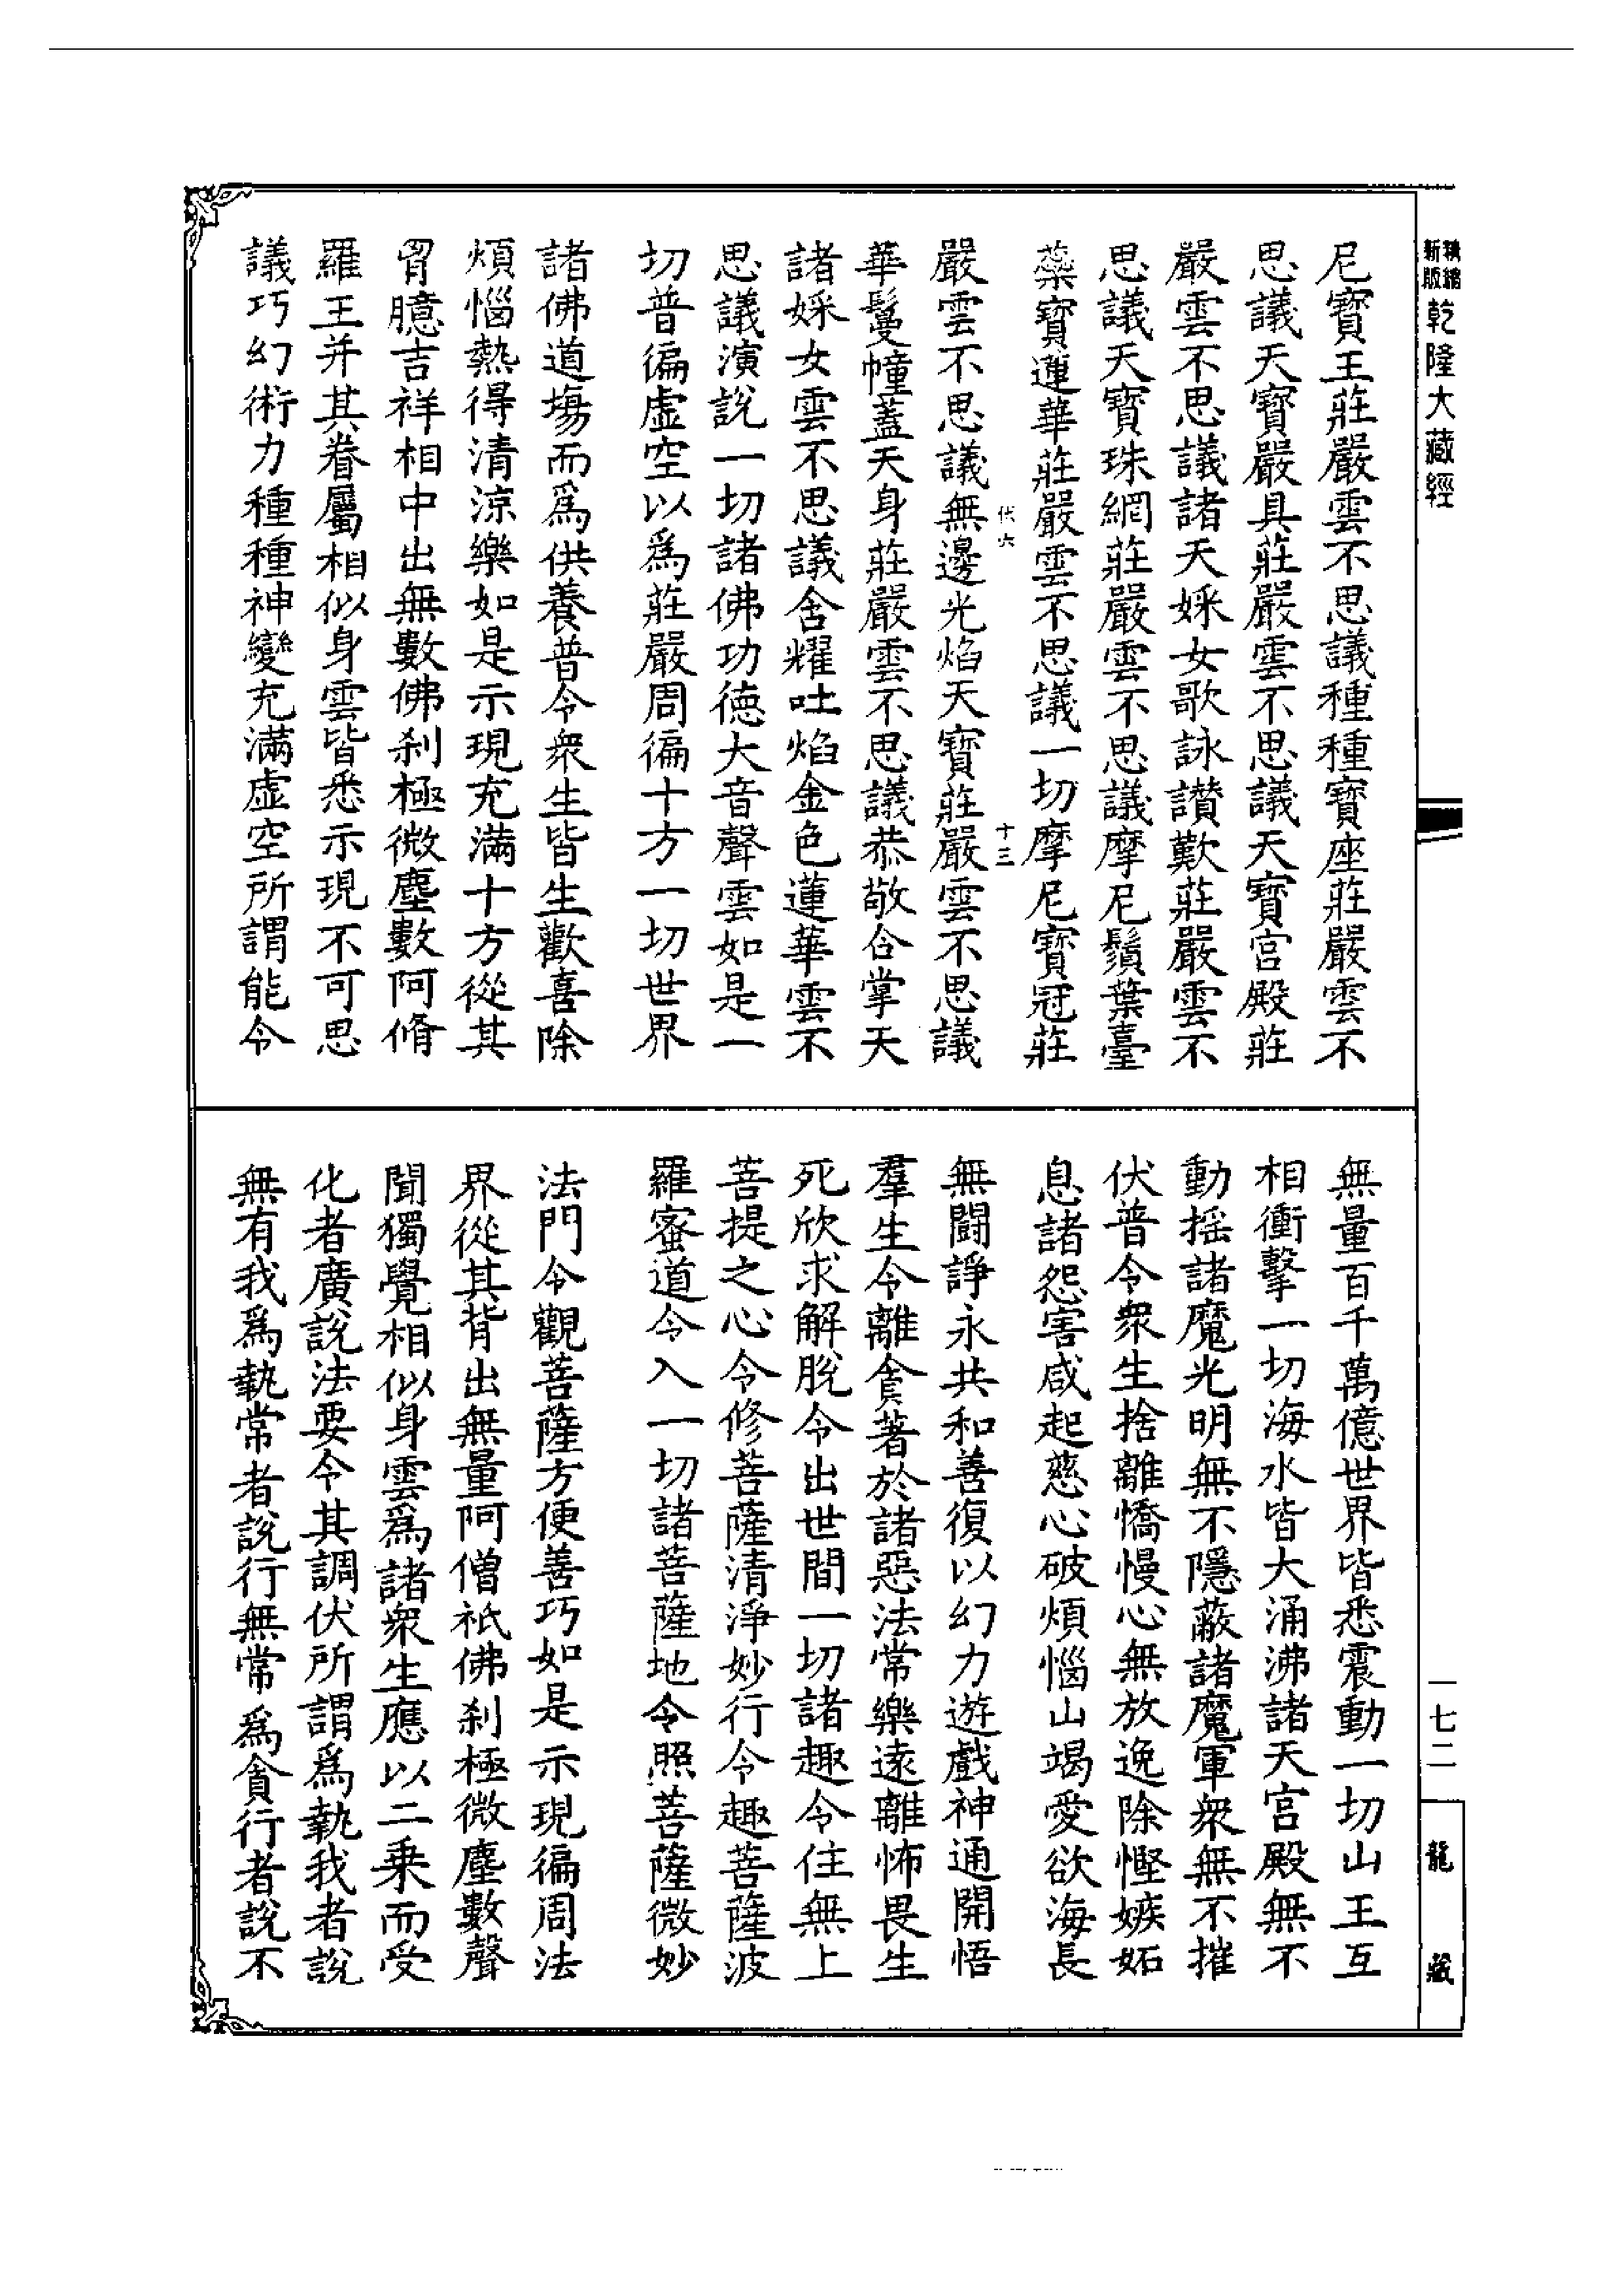 新版精縮乾隆大藏經
尼寶王莊嚴雲不思議種種寶座莊嚴雲不
思議天寶嚴具莊嚴雲不思議天寶宮殿莊
嚴雲不思議諸天婇女歌詠讚歎莊嚴雲不
思議天寶珠網莊嚴雲不思議摩尼鬚葉臺
蘂寶蓮華莊嚴雲不思議一切摩尼寶冠莊
代六 十三
嚴雲不思議無邊光焰天寶莊嚴雲不思議
華鬘幢蓋天身莊嚴雲不思議恭敬合掌天
諸婇女雲不思議含耀吐焰金色蓮華雲不
思議演說一切諸佛功德大音聲雲如是一
切普徧虛空以爲莊嚴周徧十方一切世界
諸佛道場而爲供養普令衆生皆生歡喜除
煩惱熱得清涼樂如是示現充滿十方從其
胷臆吉祥相中出無數佛刹極微塵數阿脩
羅王并其眷屬相似身雲皆悉示現不可思
議巧幻術力種種神變充滿虛空所謂能令
無量百千萬億世界皆悉震動一切山王互
相衝擊一切海水皆大涌沸諸天宮殿無不
動搖諸魔光明無不隱蔽諸魔軍衆無不摧
伏普令衆生捨離憍慢心無放逸除慳嫉妬
息諸怨害咸起慈心破煩惱山竭愛欲海長
無鬪諍永共和善復以幻力遊戲神通開悟
羣生令離貪著於諸惡法常樂遠離怖畏生
死欣求解脫令出世間一切諸趣令住無上
菩提之心令修菩薩清淨妙行令趣菩薩波
羅蜜道令入一切諸菩薩地令照菩薩微妙
法門令觀菩薩方便善巧如是示現徧周法
界從其背出無量阿僧祇佛刹極微塵數聲
聞獨覺相似身雲爲諸衆生應以二乗而受
化者廣說法要令其調伏所謂爲執我者說
無有我爲執常者說行無常爲貪行者說不
一七二
龍藏